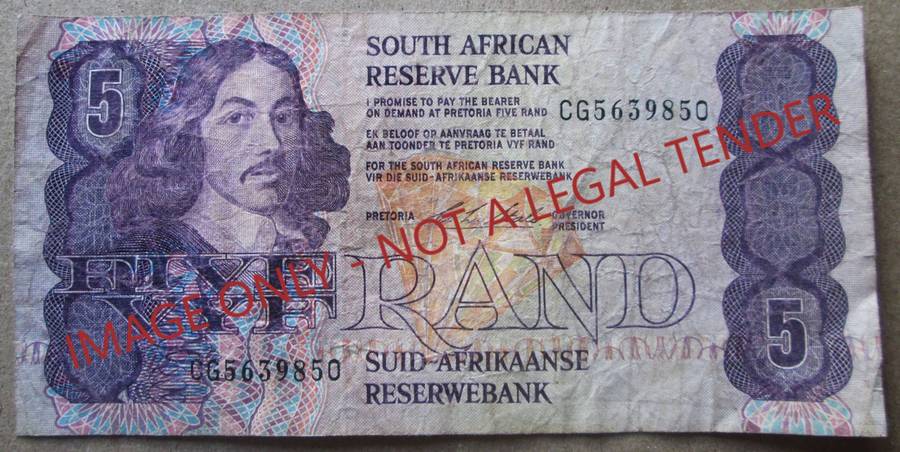 5
SOUTH AFRICAN
RESERVE BANK
I PROMISE TO PAY THE BEARER
ON DEMAND AT PRETORIA FIVE RAND
CG5639850
EK BELOOF OP AANVRAAG TE BETAAL
AAN TOONDER TE PRETORIA VYF RAND
FOR THE SOUTH AFRICAN RESERVE BANK
VIR DIE SUID-AFRIKAANSE RESERWEBANK
PRETORIA
GOVERNOR
PRESIDENT
FIVE RAND
VYF
IMAGE ONLY - NOT A LEGAL TENDER
CG5639850
SUID-AFRIKAANSE
RESERWEBANK
5